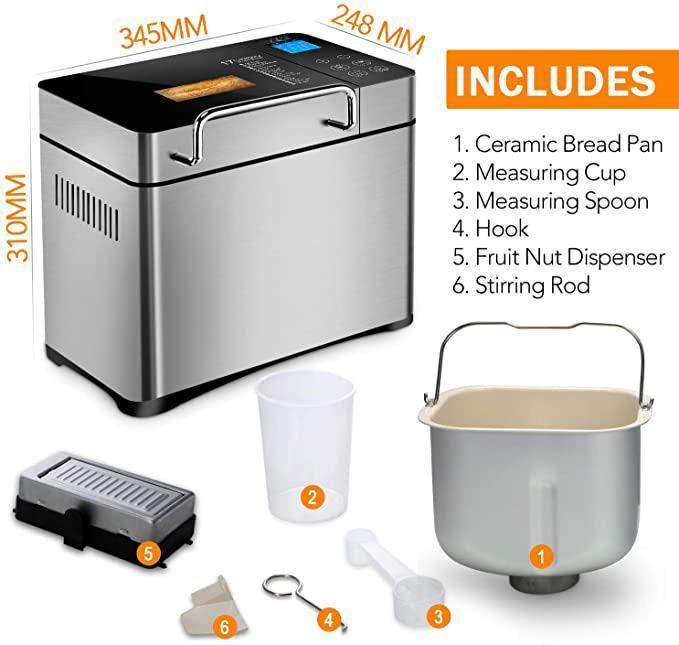 345MM
248 MM
310MM
17
INCLUDES
1. Ceramic Bread Pan
2. Measuring Cup
3. Measuring Spoon
4. Hook
5. Fruit Nut Dispenser
6. Stirring Rod
2
5
1
6
4
3